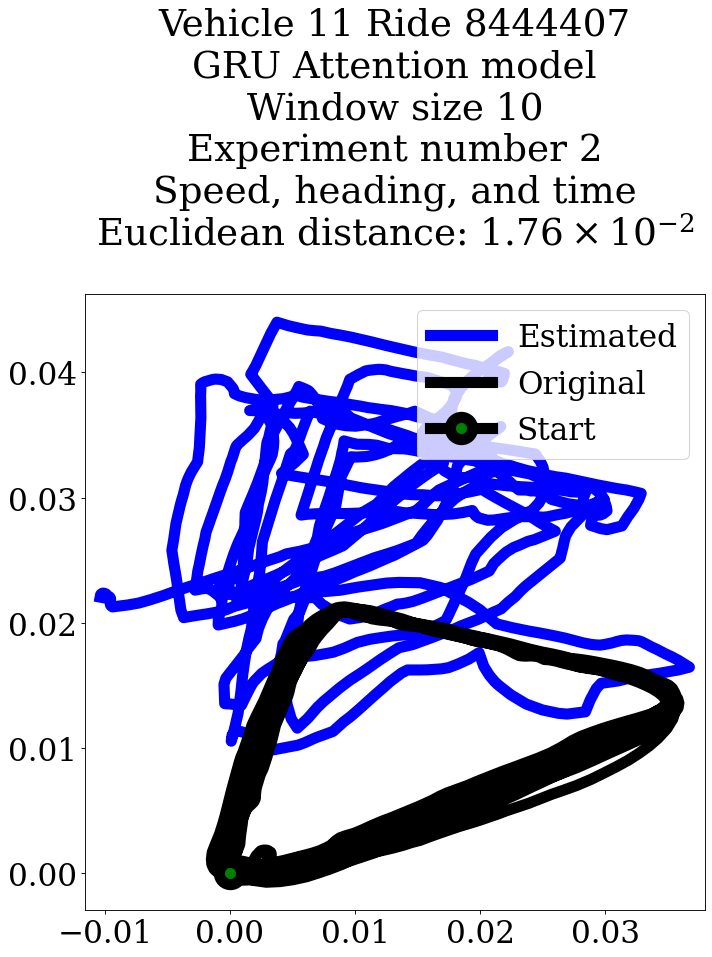 Vehicle 11 Ride 8444407
GRU Attention model
Window size 10
Experiment number 2
Speed, heading, and time
Euclidean distance: 1.76 × 10⁻²
Estimated
Original
Start
0.04
0.03
0.02
0.01
0.00
−0.01 0.00 0.01 0.02 0.03